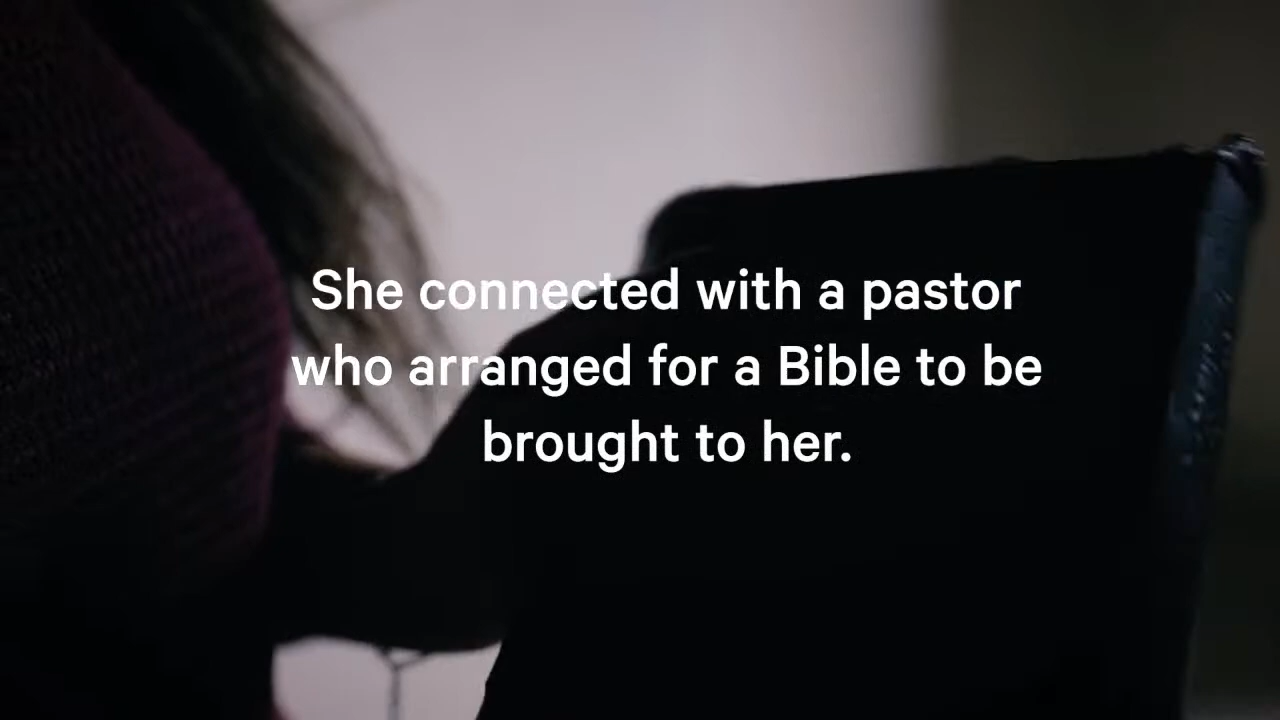 She connected with a pastor
who arranged for a Bible to be
brought to her.